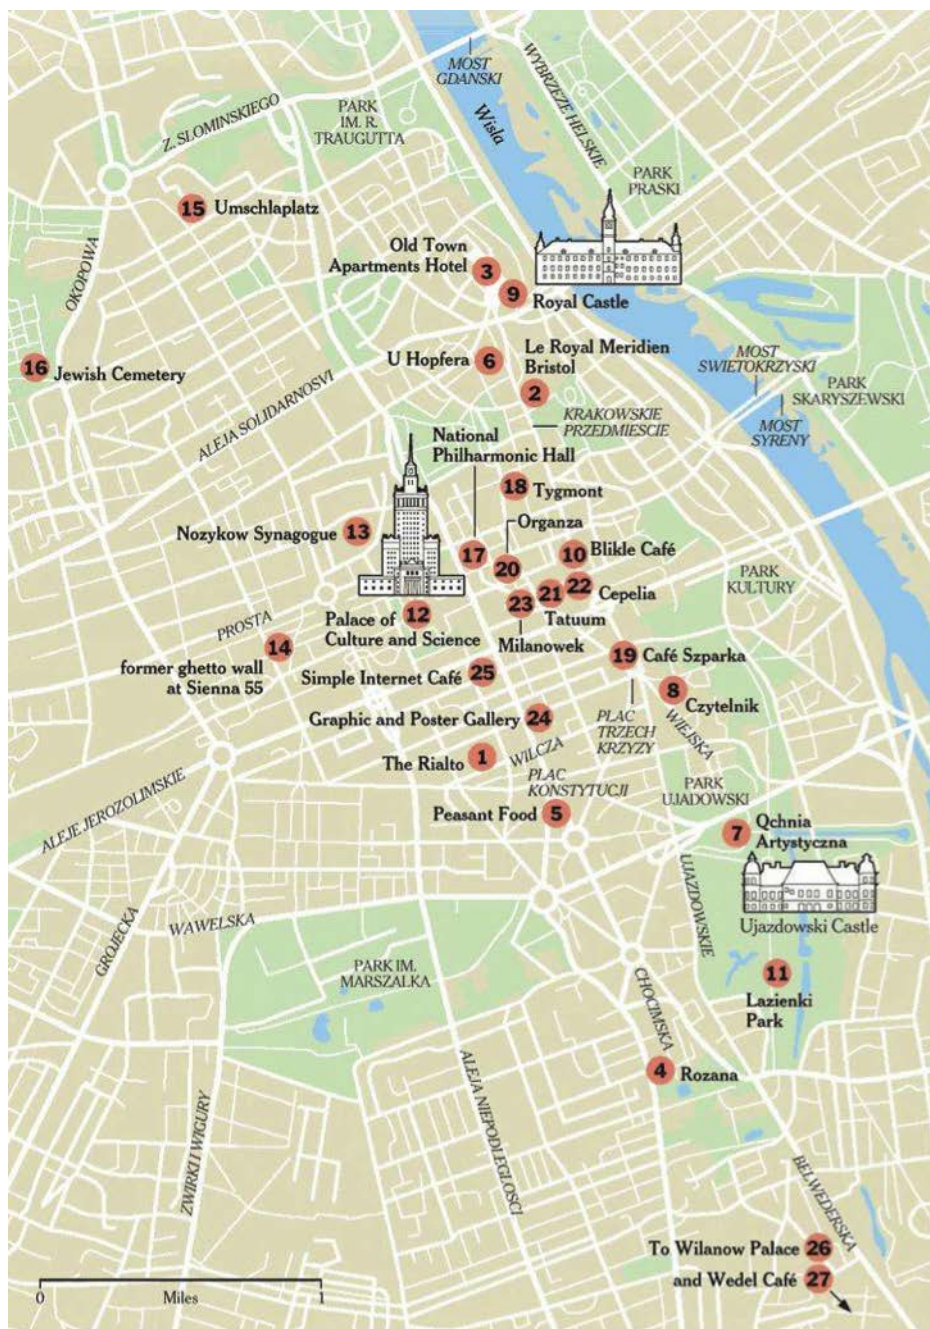 MOST
GDANSKI
WYBRZEZE HELSKIE
Wisla
Z. SLOMINSKIEGO
PARK
IM. R.
TRAUGUTTA
PARK
PRASKI
15 Umschlaplatz
OKOPOWA
Old Town
Apartments Hotel 3
9 Royal Castle
U Hopfera 6
Le Royal Meridien
Bristol
2
16 Jewish Cemetery
MOST
SWIETOKRZYSKI
PARK
SKARYSZEWSKI
MOST
SYRENY
ALEJA SOLIDARNOSVI
KRAKOWSKIE
PRZEDMIESCIE
National
Philharmonic Hall
18 Tygmont
Organza
Nozykow Synagogue 13
17
20
10 Blikle Café
PARK
KULTURY
22 Cepelia
21
Tatuum
23
Milanowek
12
Palace of
Culture and Science
PROSTA
14
former ghetto wall
at Sienna 55
19 Café Szparka
Simple Internet Café 25
8
Czytelnik
WIEJSKA
PLAC
TRZECH
KRZYZY
Graphic and Poster Gallery 24
The Rialto 1
WILCZA
PLAC
KONSTYTUCJI
ALEJE JEROZOLIMSKIE
PARK
UJADOWSKI
Peasant Food 5
7 Qchnia
Artystyczna
UJAZDOWSKIE
Ujazdowski Castle
GROJECKA
WAWELSKA
PARK IM.
MARSZALKA
11
Lazienki
Park
CHOCIMSKA
4 Rozana
ALEJA NIEPODLEGLOSCI
ZWIRKI I WIGURY
BELWEDERSKA
To Wilanow Palace 26
and Wedel Café 27
0 Miles 1